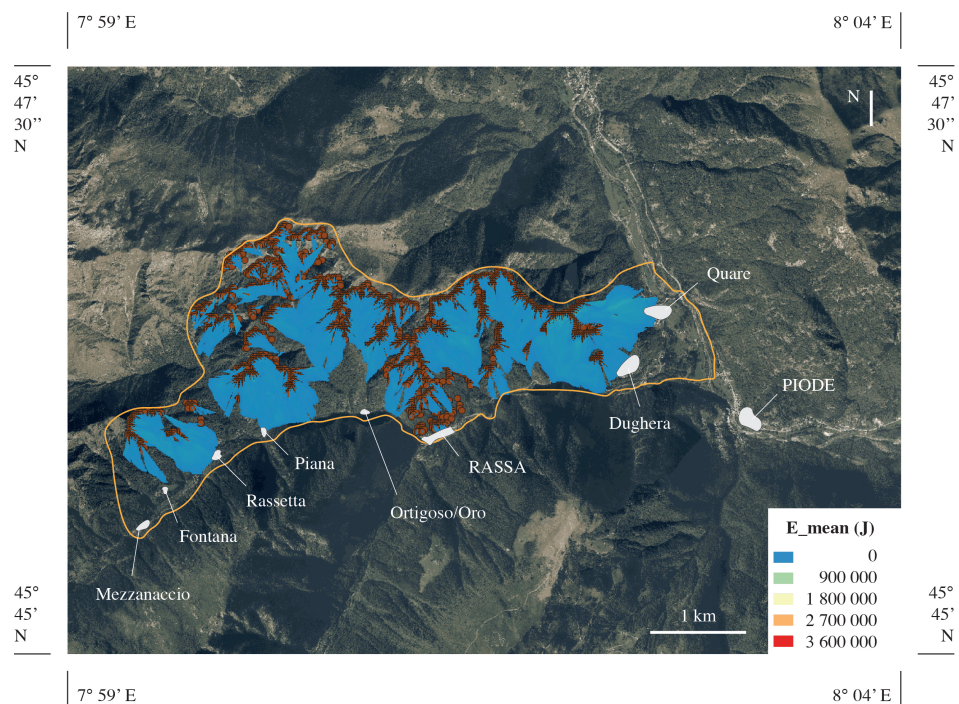 7° 59’ E
8° 04’ E
45°
47’
30’’
N
45°
47’
30’’
N
N
Quare
PIODE
Dughera
RASSA
Piana
Rassetta
Ortigoso/Oro
Fontana
Mezzanaccio
E_mean (J)
0
900 000
1 800 000
2 700 000
3 600 000
1 km
45°
45’
N
45°
45’
N
7° 59’ E
8° 04’ E